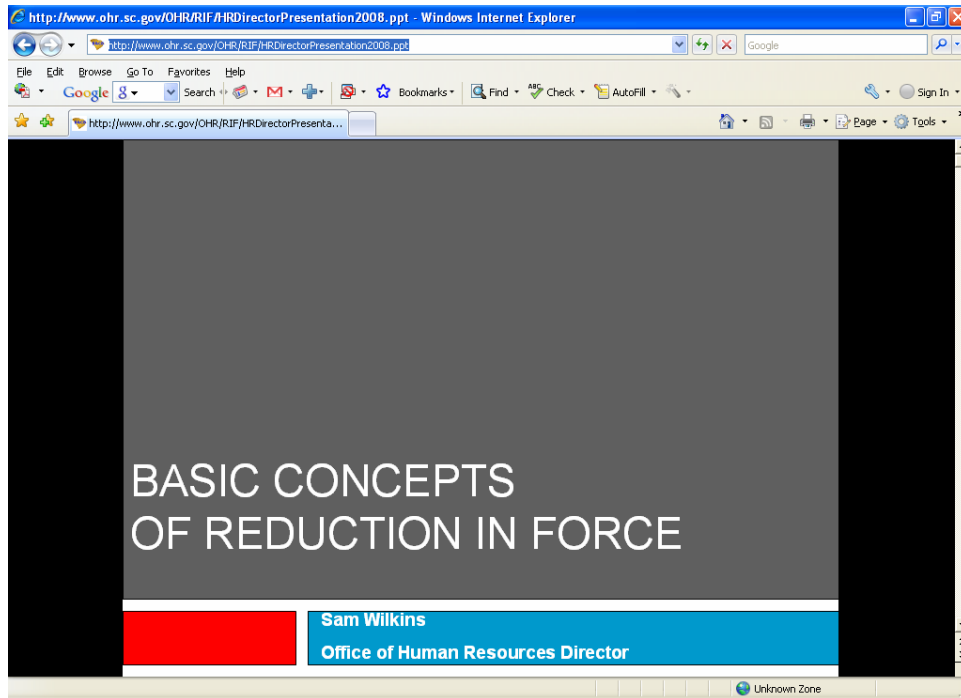 http://www.ohr.sc.gov/OHR/RIF/HRDirectorPresentation2008.ppt - Windows Internet Explorer
http://www.ohr.sc.gov/OHR/RIF/HRDirectorPresentation2008.ppt Google
File Edit Browse Go To Favorites Help
Google Search Bookmarks Find ABC Check AutoFill Sign In
http://www.ohr.sc.gov/OHR/RIF/HRDirectorPresenta... Page Tools
BASIC CONCEPTS
OF REDUCTION IN FORCE
Sam Wilkins
Office of Human Resources Director
Unknown Zone